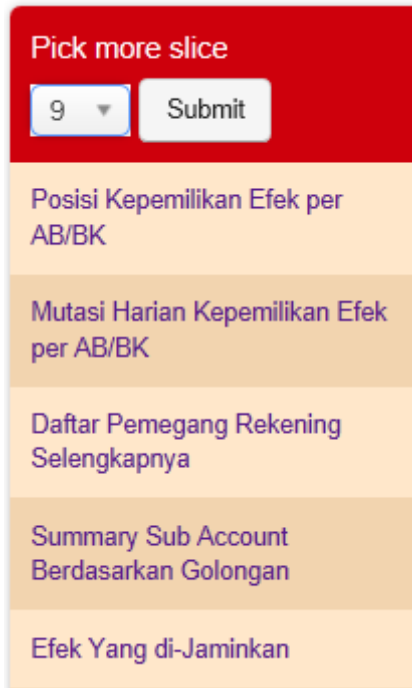 Pick more slice
9
Submit
Posisi Kepemilikan Efek per
AB/BK
Mutasi Harian Kepemilikan Efek
per AB/BK
Daftar Pemegang Rekening
Selengkapnya
Summary Sub Account
Berdasarkan Golongan
Efek Yang di-Jaminkan